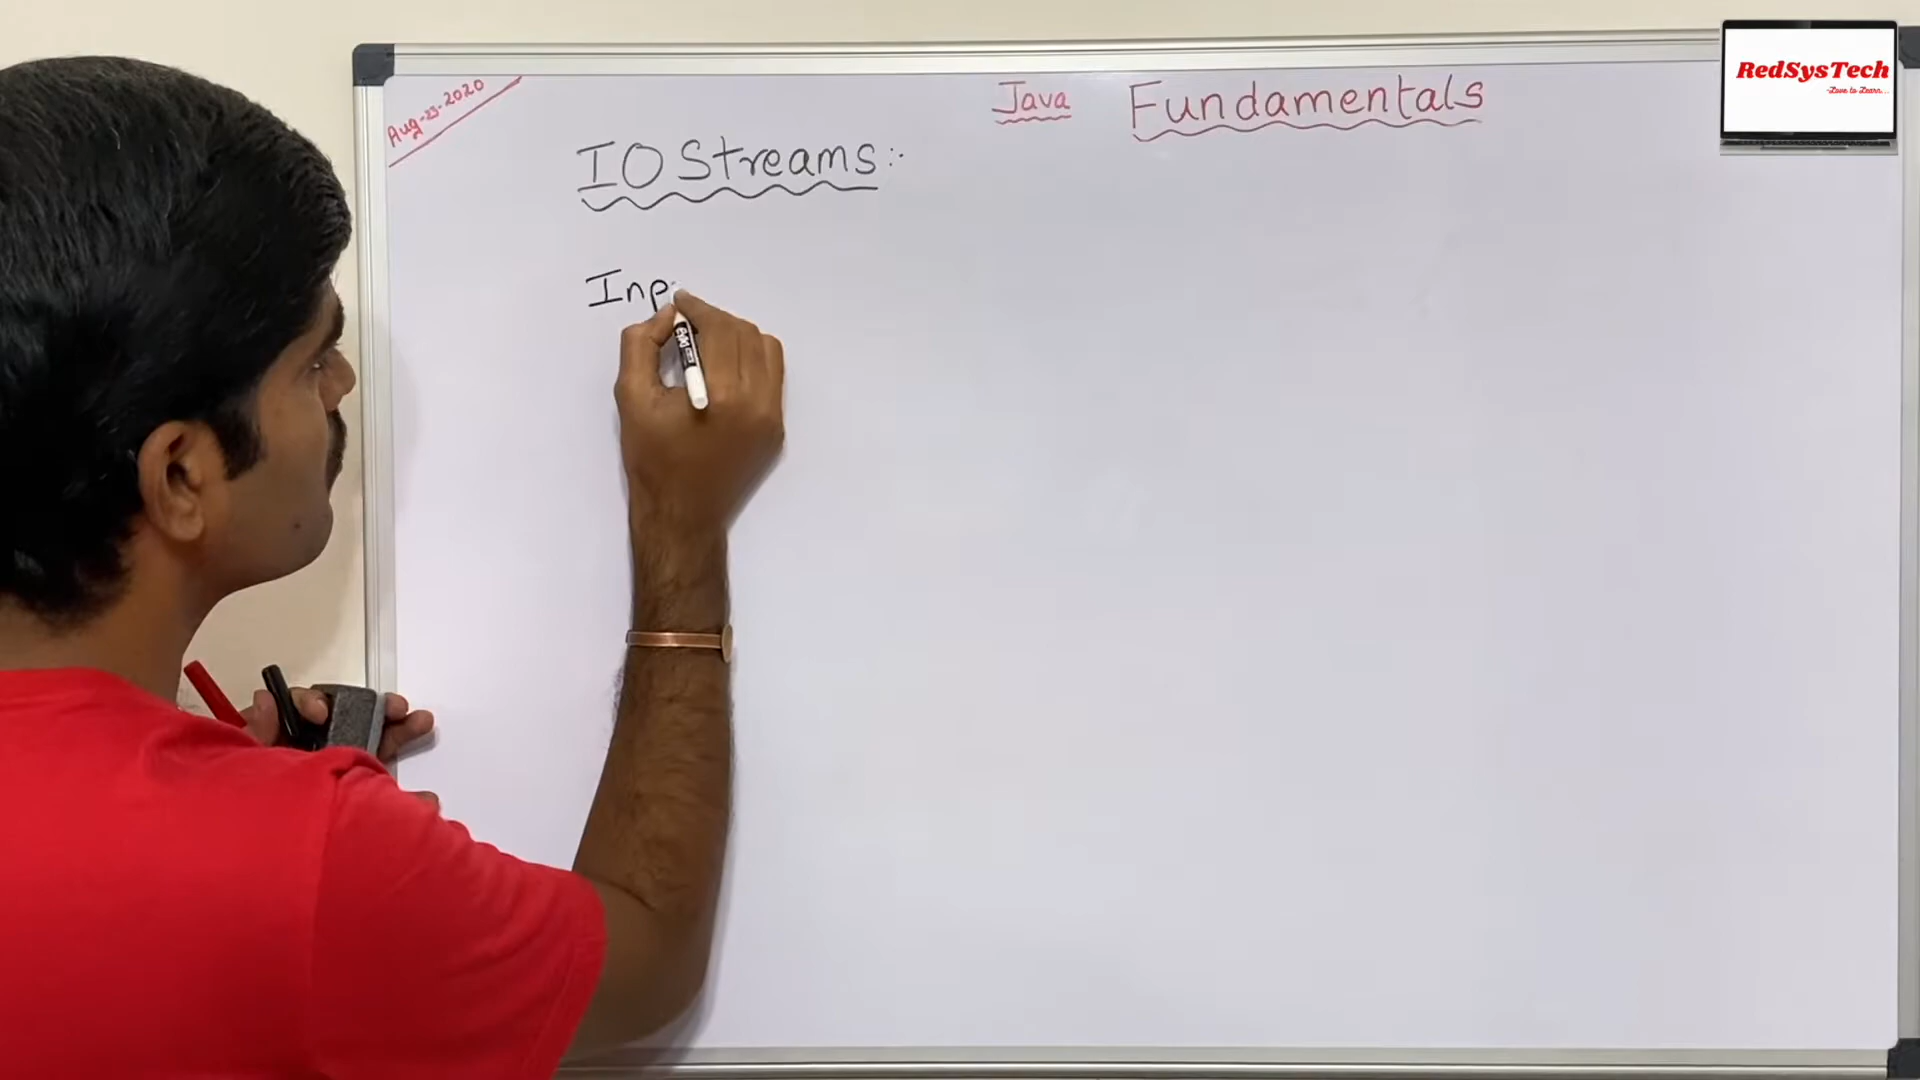 Aug-23-2020
Java Fundamentals
RedSysTech
-Love to Learn...
IO Streams:-
Inp